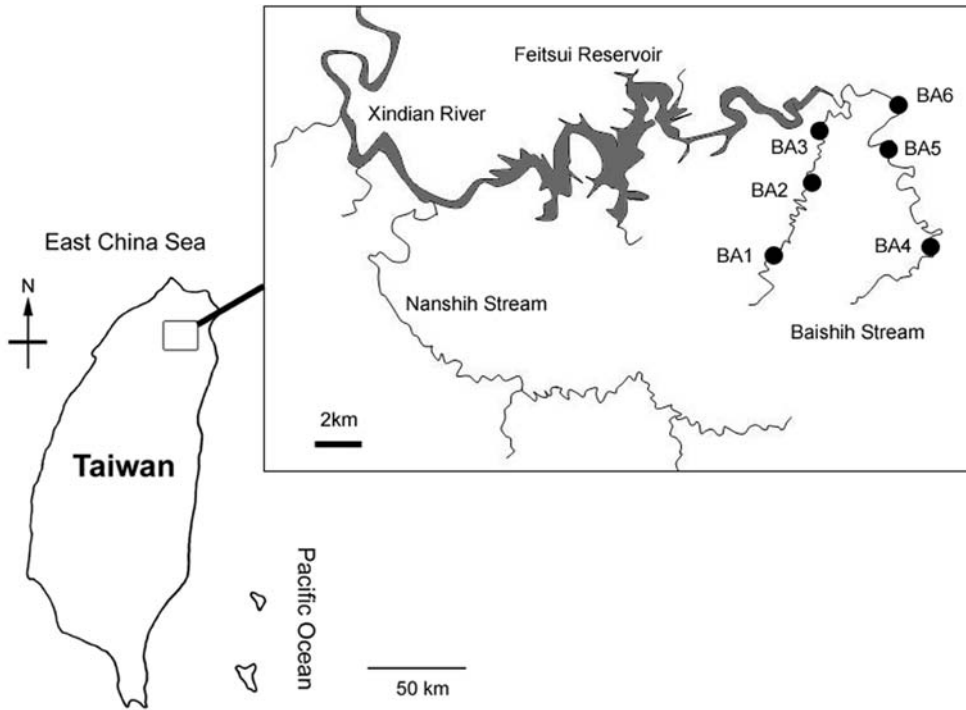 Feitsui Reservoir
Xindian River
BA6
BA3
BA5
BA2
BA1
BA4
East China Sea
N
Nanshih Stream
Baishih Stream
2km
Taiwan
Pacific Ocean
50 km